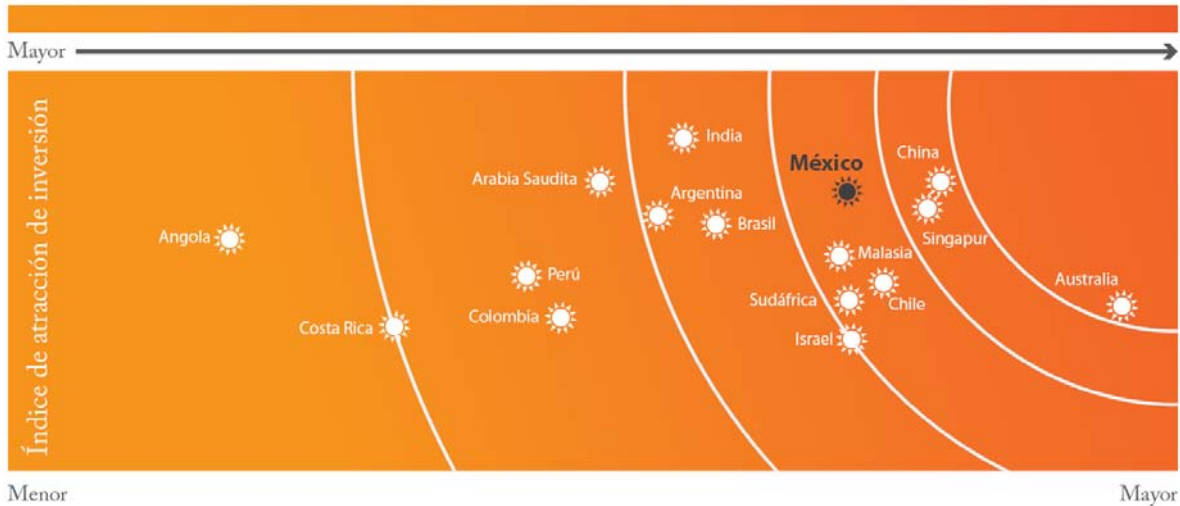 Mayor
Índice de atracción de inversión
India
México
China
Arabia Saudita
Argentina
Brasil
Singapur
Angola
Malasia
Perú
Australia
Sudáfrica
Chile
Colombia
Costa Rica
Israel
Menor
Mayor